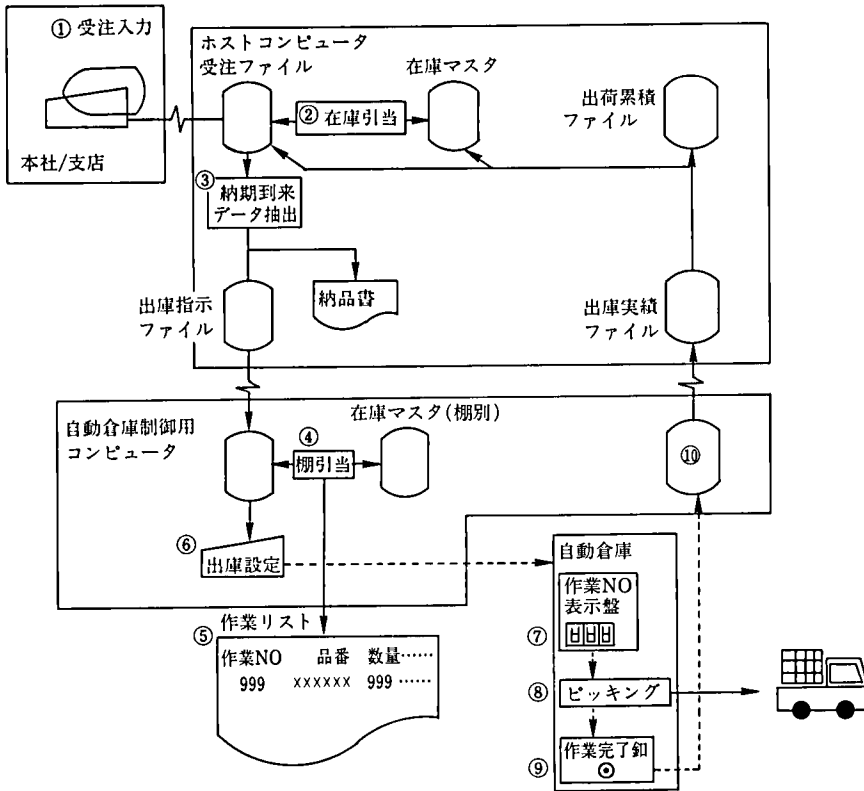 ① 受注入力
本社/支店
ホストコンピュータ
受注ファイル
在庫マスタ
② 在庫引当
出荷累積
ファイル
③
納期到来
データ抽出
出庫指示
ファイル
納品書
出庫実績
ファイル
自動倉庫制御用
コンピュータ
在庫マスタ(棚別)
④
棚引当
⑩
⑥
出庫設定
作業リスト
⑤
作業NO 品番 数量……
999 ×××××× 999 ……
自動倉庫
作業NO
表示盤
⑦
⑧ ピッキング
作業完了釦
⑨